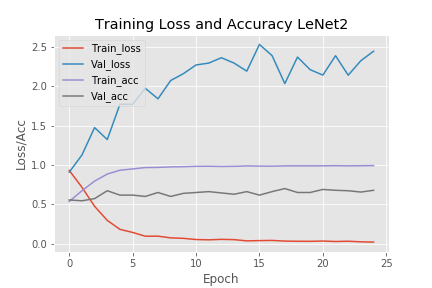 Training Loss and Accuracy LeNet2
Train_loss
Val_loss
Train_acc
Val_acc
Loss/Acc
2.5
2.0
1.5
1.0
0.5
0.0
0
5
10
15
20
25
Epoch